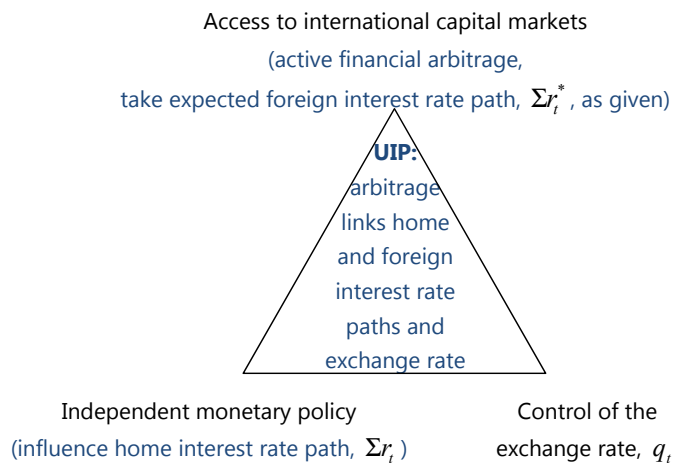 Access to international capital markets
(active financial arbitrage,
take expected foreign interest rate path, Σrₜ*, as given)
UIP:
arbitrage
links home
and foreign
interest rate
paths and
exchange rate
Independent monetary policy
(influence home interest rate path, Σrₜ)
Control of the
exchange rate, qₜ